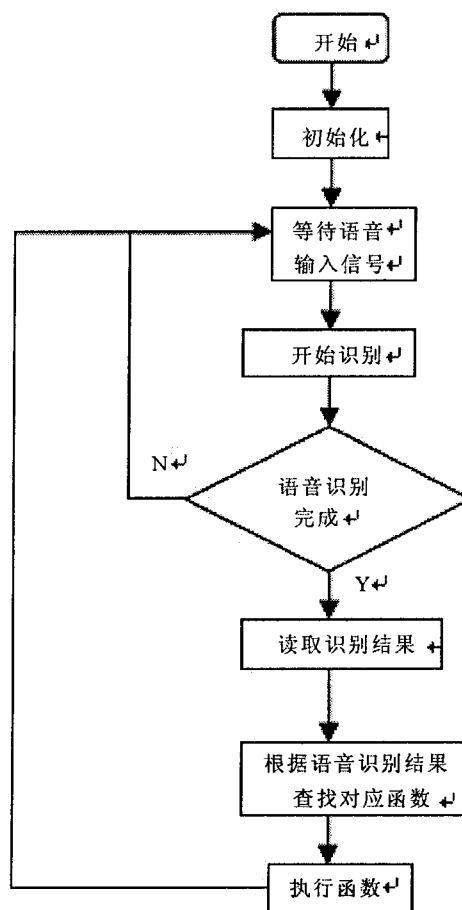 开始↵
初始化↵
等待语音↵
输入信号↵
开始识别↵
N↵
语音识别
完成↵
Y↵
读取识别结果↵
根据语音识别结果
查找对应函数↵
执行函数↵